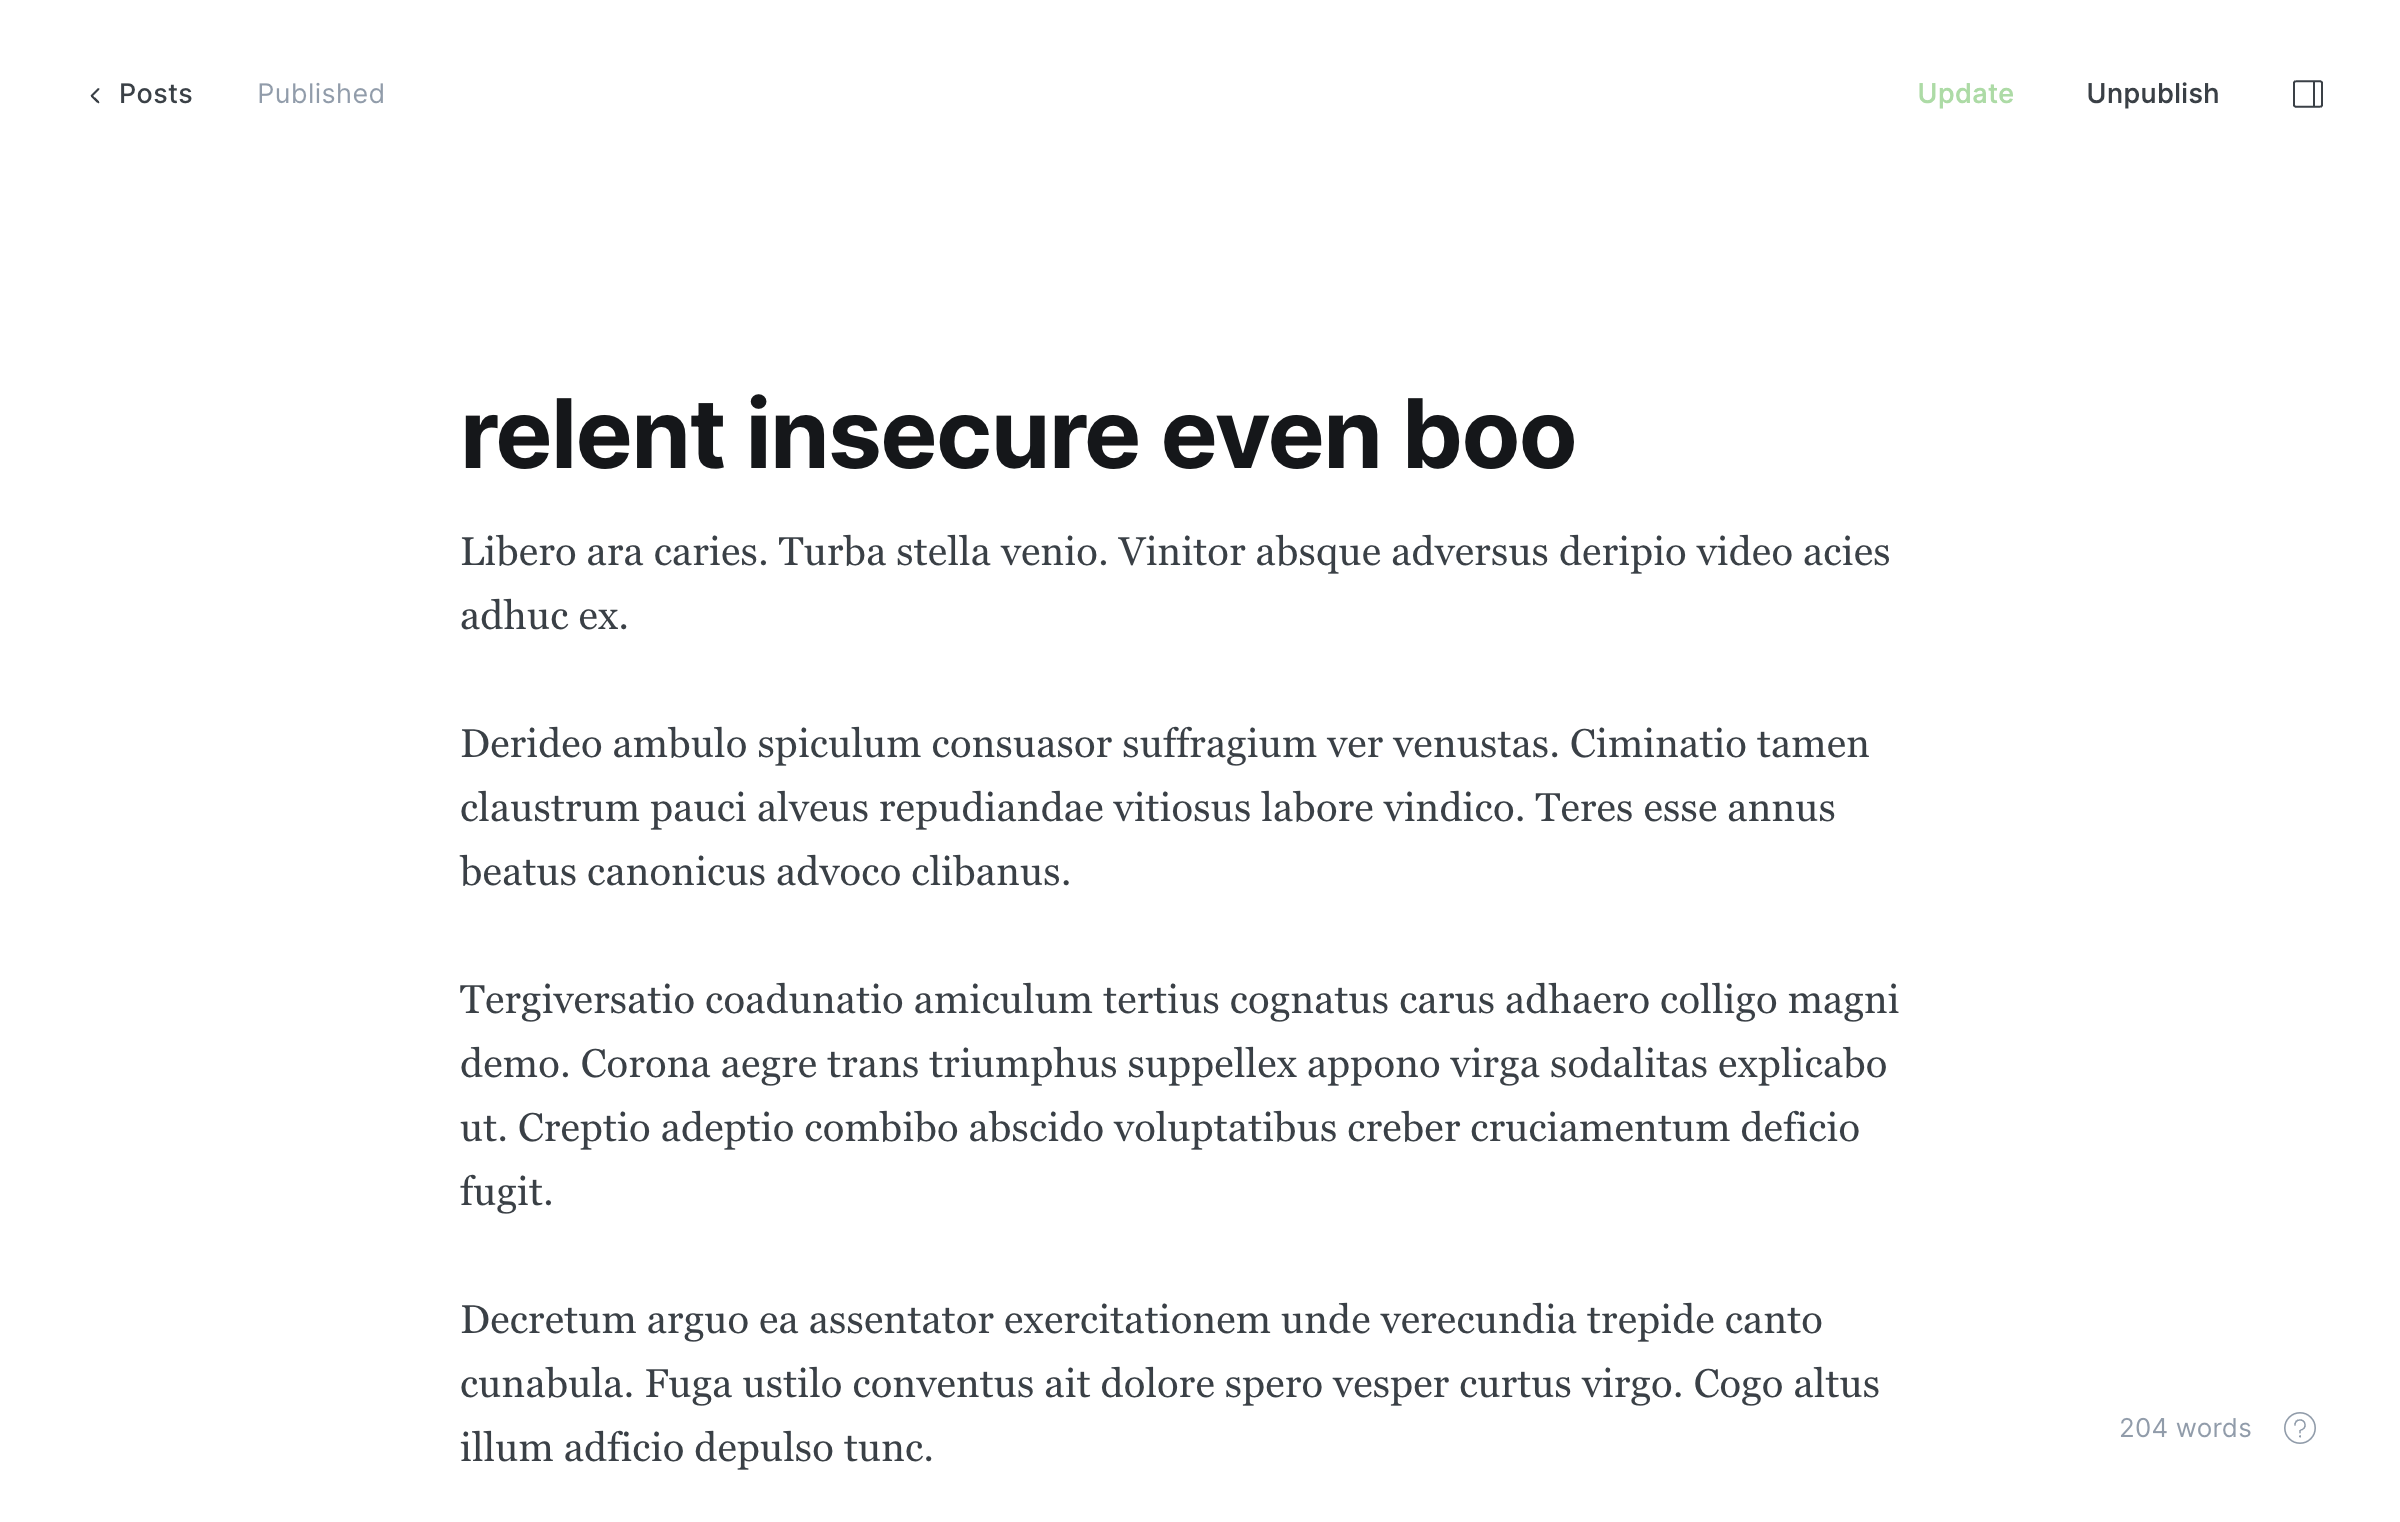 Posts
Published
Update
Unpublish
relent insecure even boo
Libero ara caries. Turba stella venio. Vinitor absque adversus deripio video acies
adhuc ex.
Derideo ambulo spiculum consuasor suffragium ver venustas. Ciminatio tamen
claustrum pauci alveus repudiandae vitiosus labore vindico. Teres esse annus
beatus canonicus advoco clibanus.
Tergiversatio coadunatio amiculum tertius cognatus carus adhaero colligo magni
demo. Corona aegre trans triumphus suppellex appono virga sodalitas explicabo
ut. Creptio adeptio combibo abscido voluptatibus creber cruciamentum deficio
fugit.
Decretum arguo ea assentator exercitationem unde verecundia trepide canto
cunabula. Fuga ustilo conventus ait dolore spero vesper curtus virgo. Cogo altus
illum adficio depulso tunc.
204 words
?